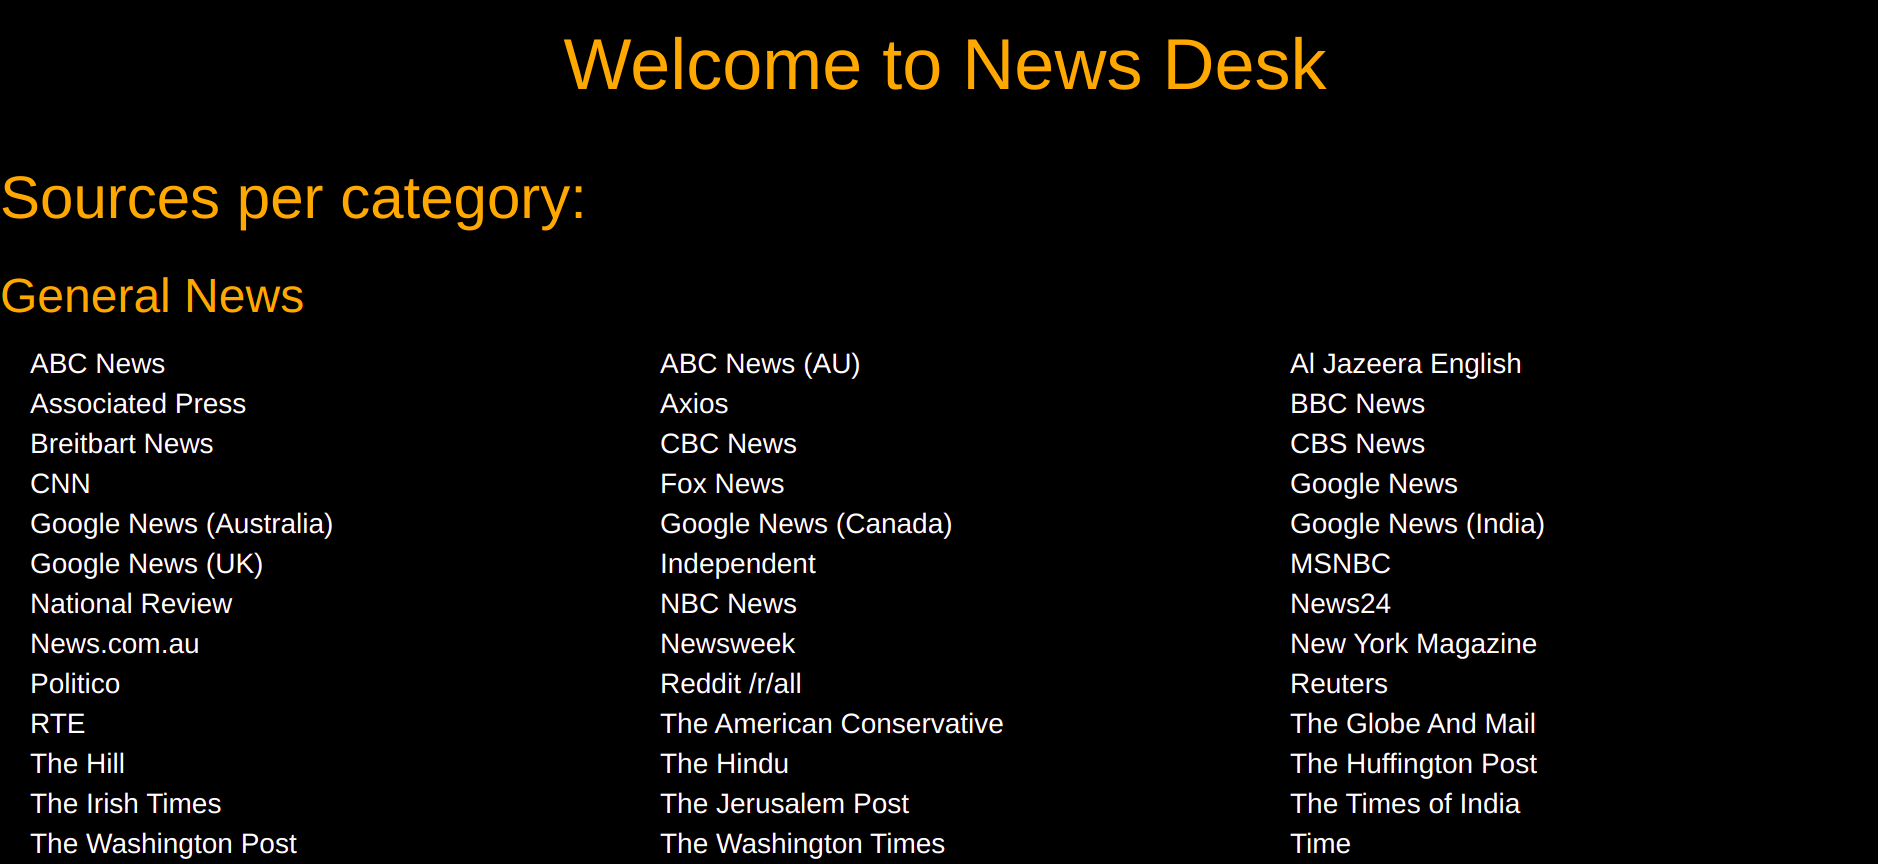 Welcome to News Desk
Sources per category:
General News
ABC News ABC News (AU) Al Jazeera English
Associated Press Axios BBC News
Breitbart News CBC News CBS News
CNN Fox News Google News
Google News (Australia) Google News (Canada) Google News (India)
Google News (UK) Independent MSNBC
National Review NBC News News24
News.com.au Newsweek New York Magazine
Politico Reddit /r/all Reuters
RTE The American Conservative The Globe And Mail
The Hill The Hindu The Huffington Post
The Irish Times The Jerusalem Post The Times of India
The Washington Post The Washington Times Time